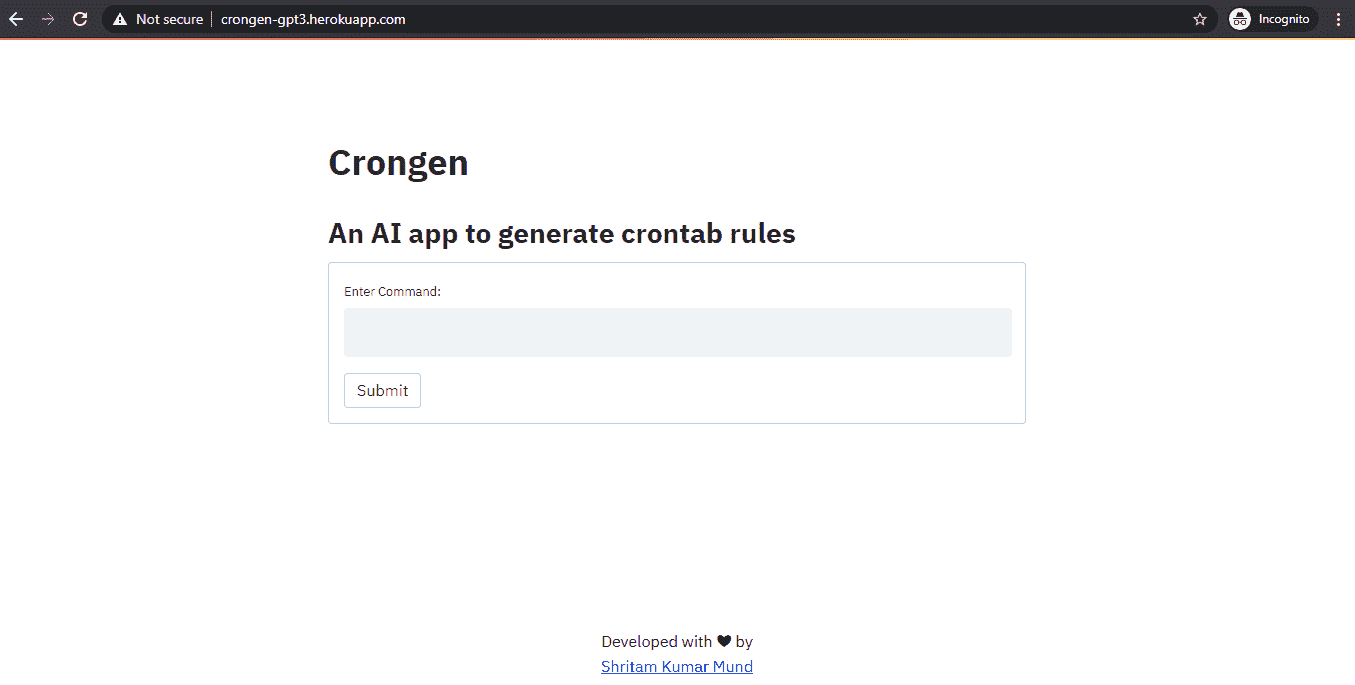 Not secure crongen-gpt3.herokuapp.com Incognito
Crongen
An AI app to generate crontab rules
Enter Command:
Submit
Developed with ♥ by
Shritam Kumar Mund